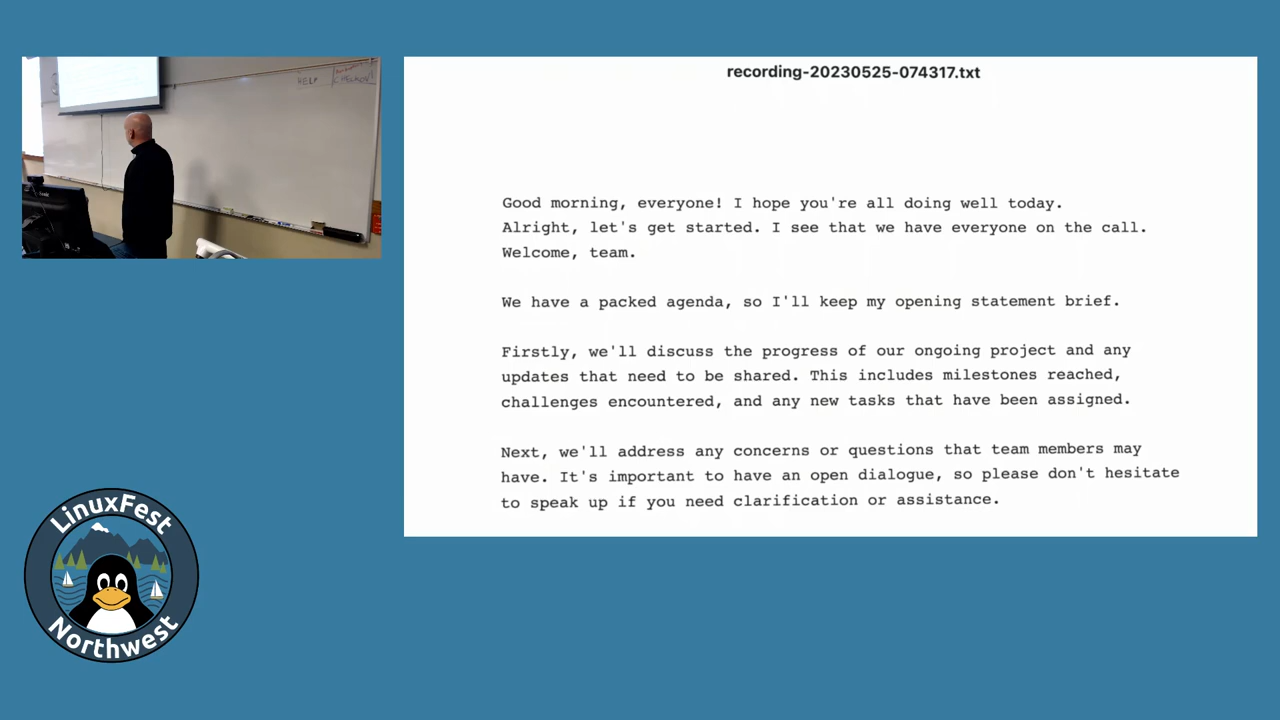 HELP
recording-20230525-074317.txt
Good morning, everyone! I hope you're all doing well today.
Alright, let's get started. I see that we have everyone on the call.
Welcome, team.
We have a packed agenda, so I'll keep my opening statement brief.
Firstly, we'll discuss the progress of our ongoing project and any
updates that need to be shared. This includes milestones reached,
challenges encountered, and any new tasks that have been assigned.
Next, we'll address any concerns or questions that team members may
have. It's important to have an open dialogue, so please don't hesitate
to speak up if you need clarification or assistance.
LinuxFest
Northwest